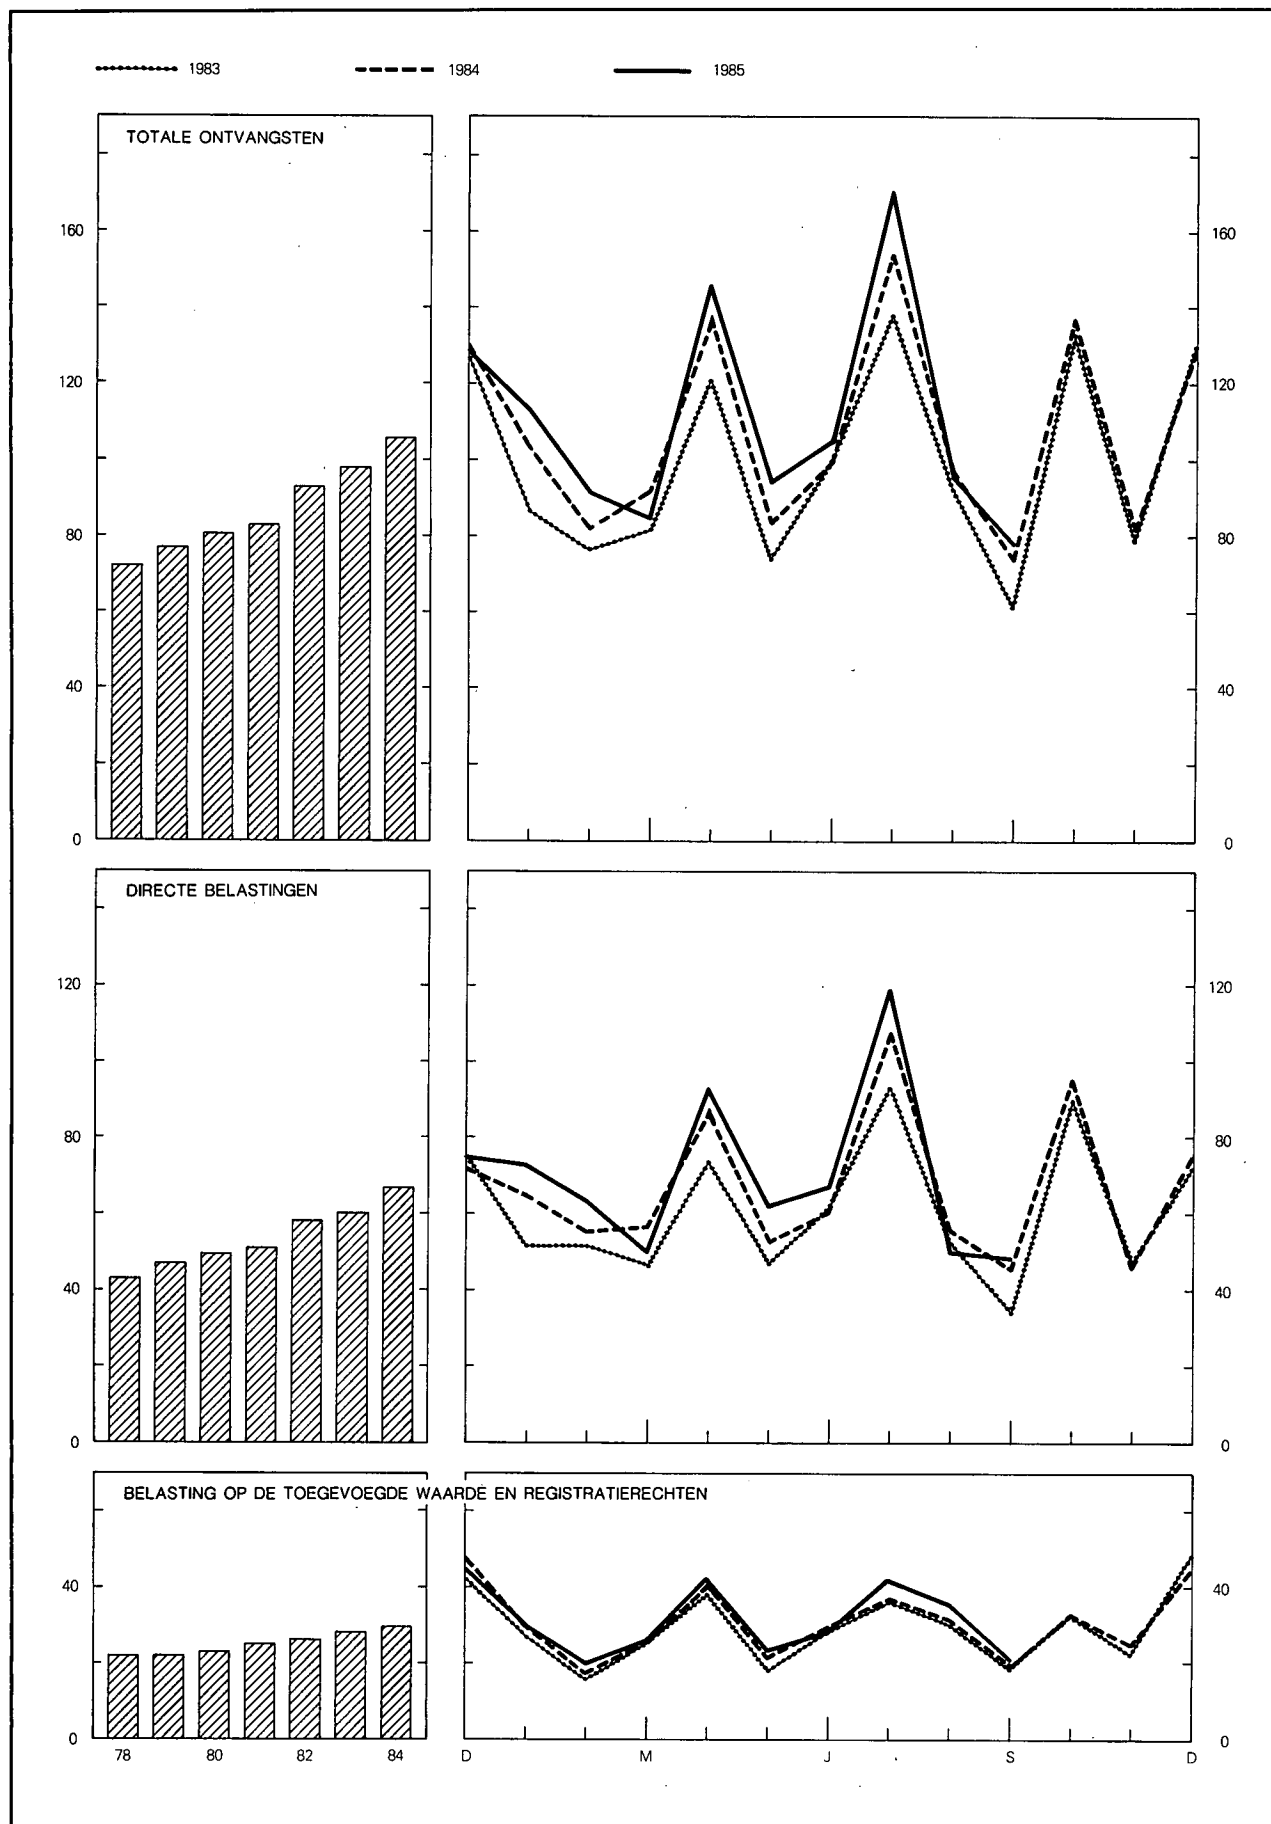 1983 1984 1985
TOTALE ONTVANGSTEN
160 160
120 120
80 80
40 40
0 0
DIRECTE BELASTINGEN
120 120
80 80
40 40
0 0
BELASTING OP DE TOEGEVOEGDE WAARDE EN REGISTRATIERECHTEN
40 40
0 0
78 80 82 84 D M J S D